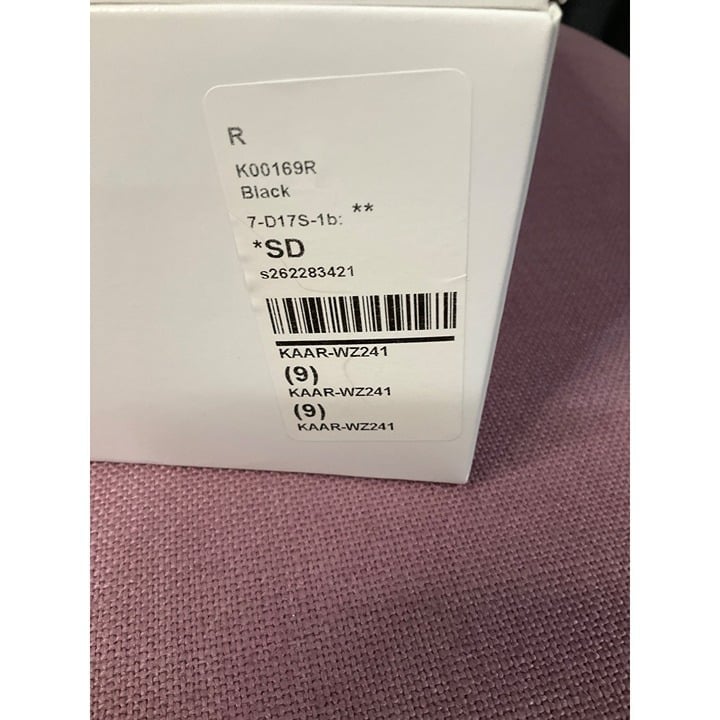 R
K00169R
Black
7-D17S-1b: **
*SD
s262283421
KAAR-WZ241
(9)
KAAR-WZ241
(9)
KAAR-WZ241